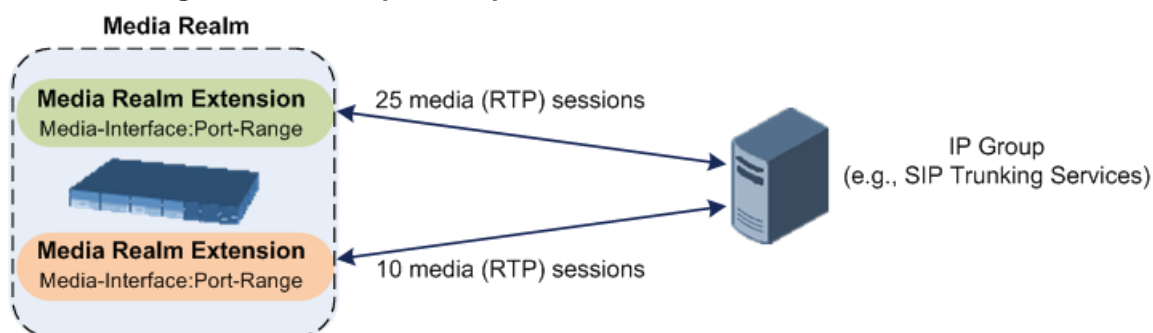 Media Realm
Media Realm Extension
Media-Interface:Port-Range
25 media (RTP) sessions
IP Group
(e.g., SIP Trunking Services)
Media Realm Extension
Media-Interface:Port-Range
10 media (RTP) sessions